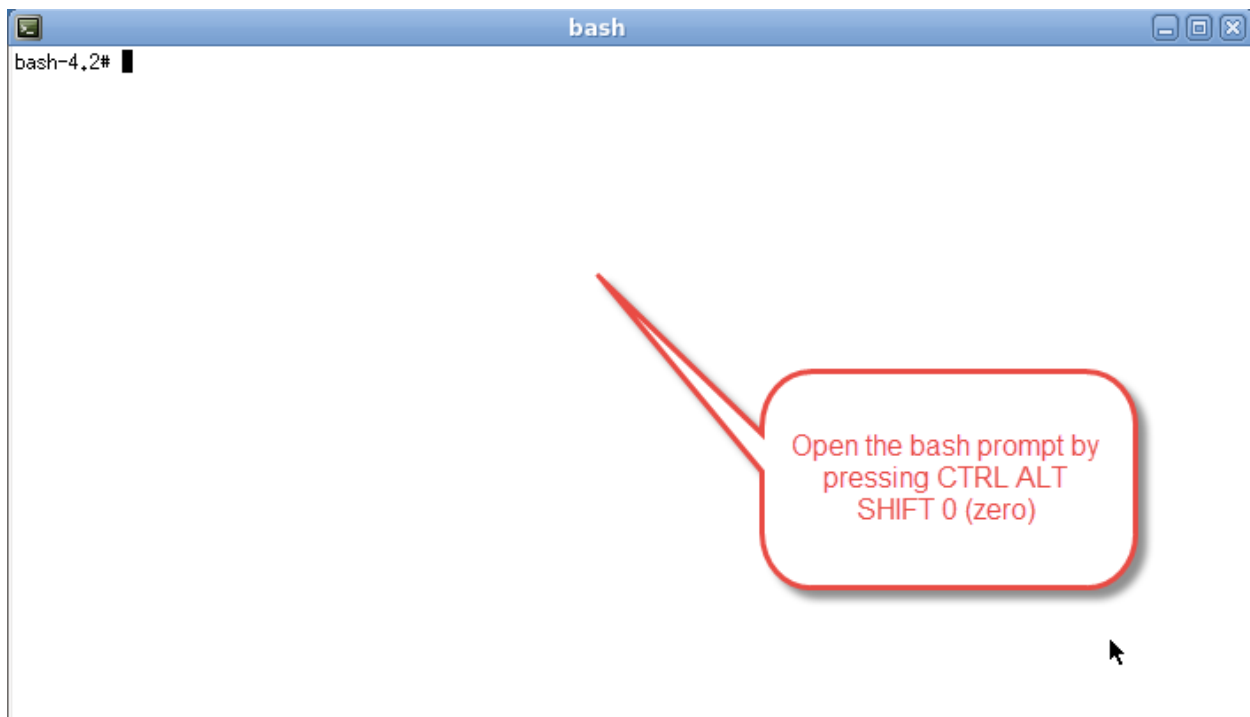 bash
bash-4.2#
Open the bash prompt by
pressing CTRL ALT
SHIFT 0 (zero)